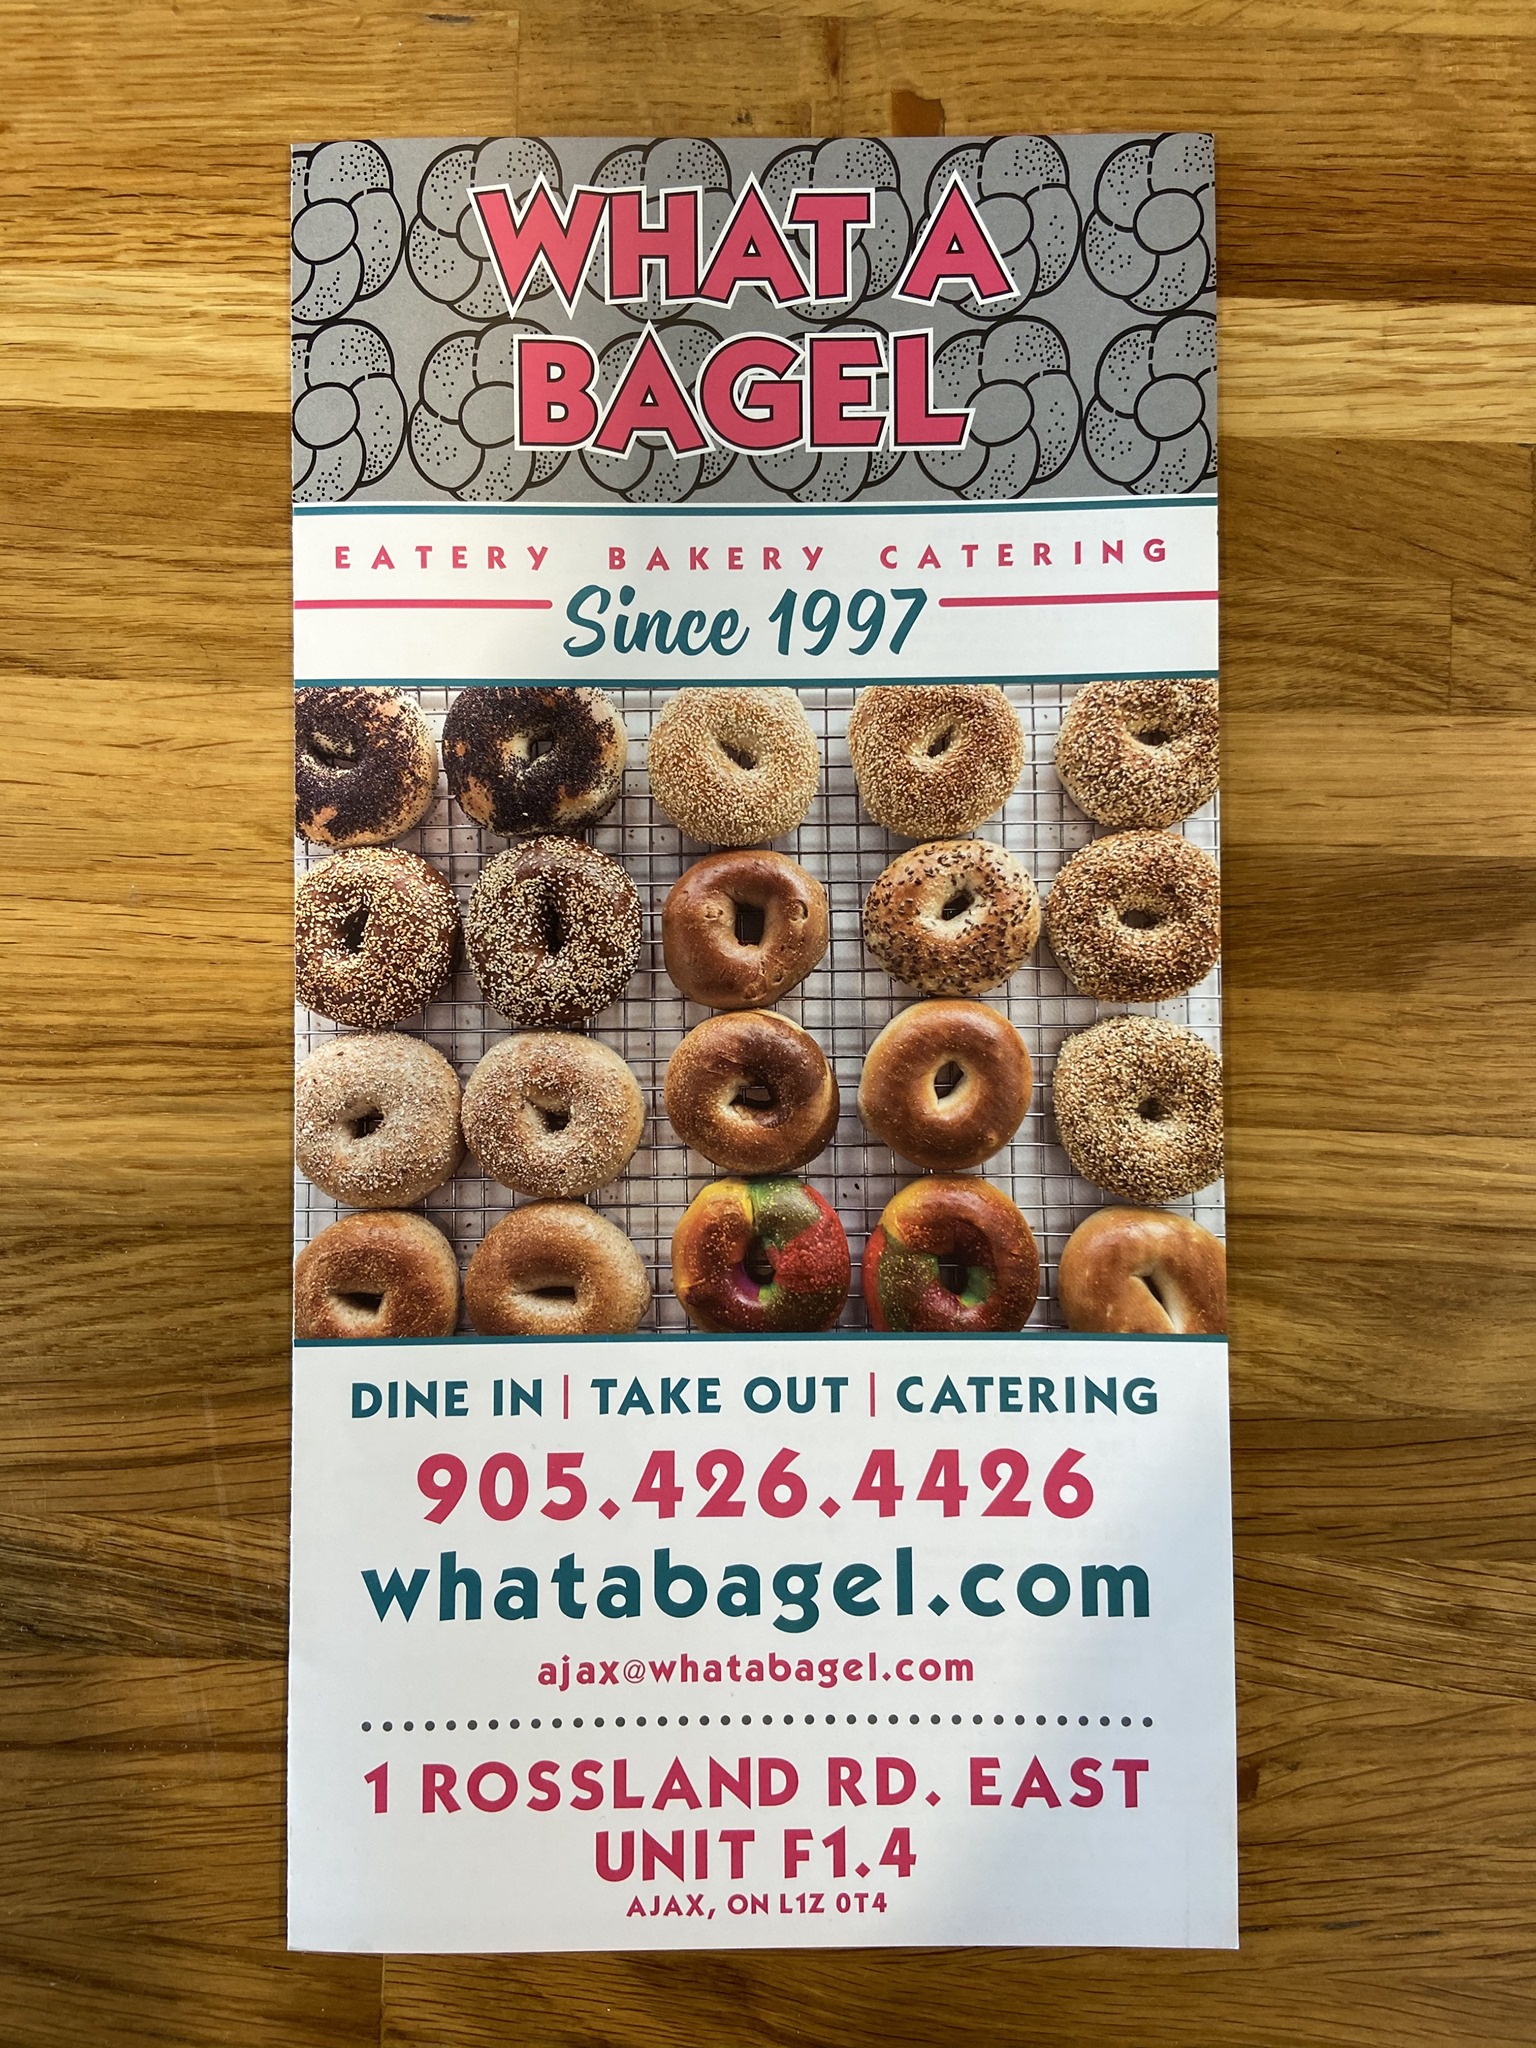 WHAT A
BAGEL
EATERY BAKERY CATERING
Since 1997
DINE IN | TAKE OUT | CATERING
905.426.4426
whatabagel.com
ajax@whatabagel.com
1 ROSSLAND RD. EAST
UNIT F1.4
AJAX, ON L1Z 0T4